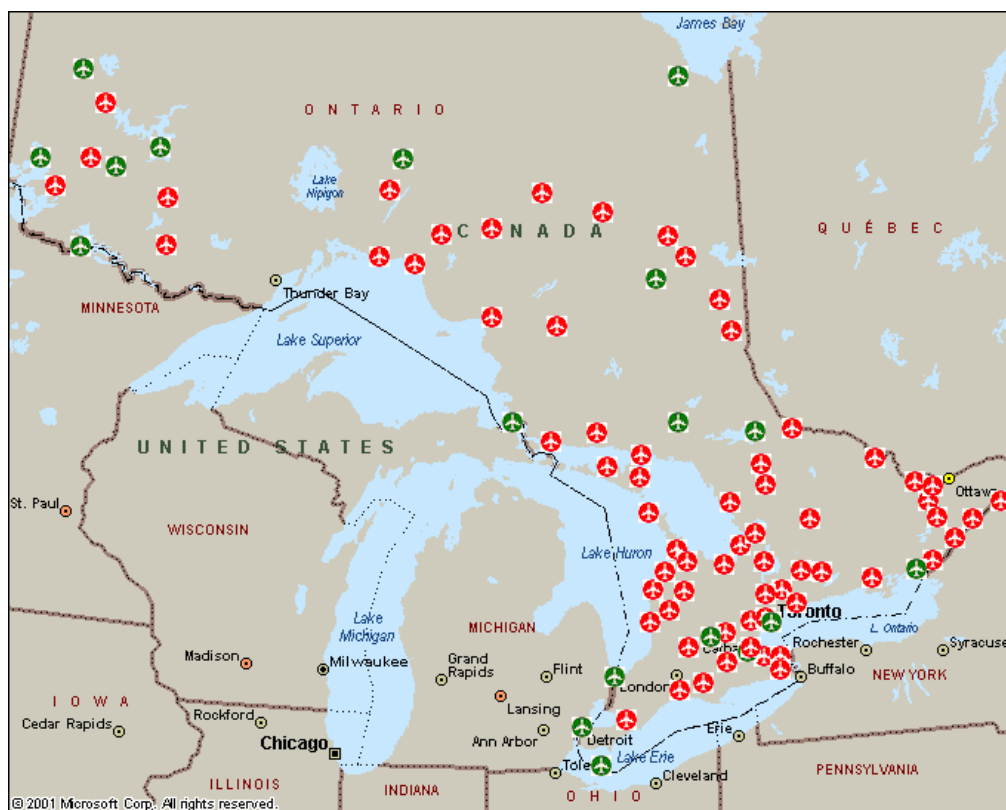 James Bay
ONTARIO
Lake
Nipigon
CANADA
QUÉBEC
Thunder Bay
MINNESOTA
Lake Superior
UNITED STATES
Ottawa
St. Paul
WISCONSIN
Lake Huron
Lake
Michigan
MICHIGAN
Toronto
L. Ontario
Rochester
Syracuse
Madison
Milwaukee
Grand
Rapids
Flint
London
Buffalo
NEW YORK
IOWA
Lansing
Cedar Rapids
Rockford
Ann Arbor
Detroit
Erie
Chicago
Lake Erie
Tole
Cleveland
PENNSYLVANIA
ILLINOIS
INDIANA
OHIO
© 2001 Microsoft Corp. All rights reserved.